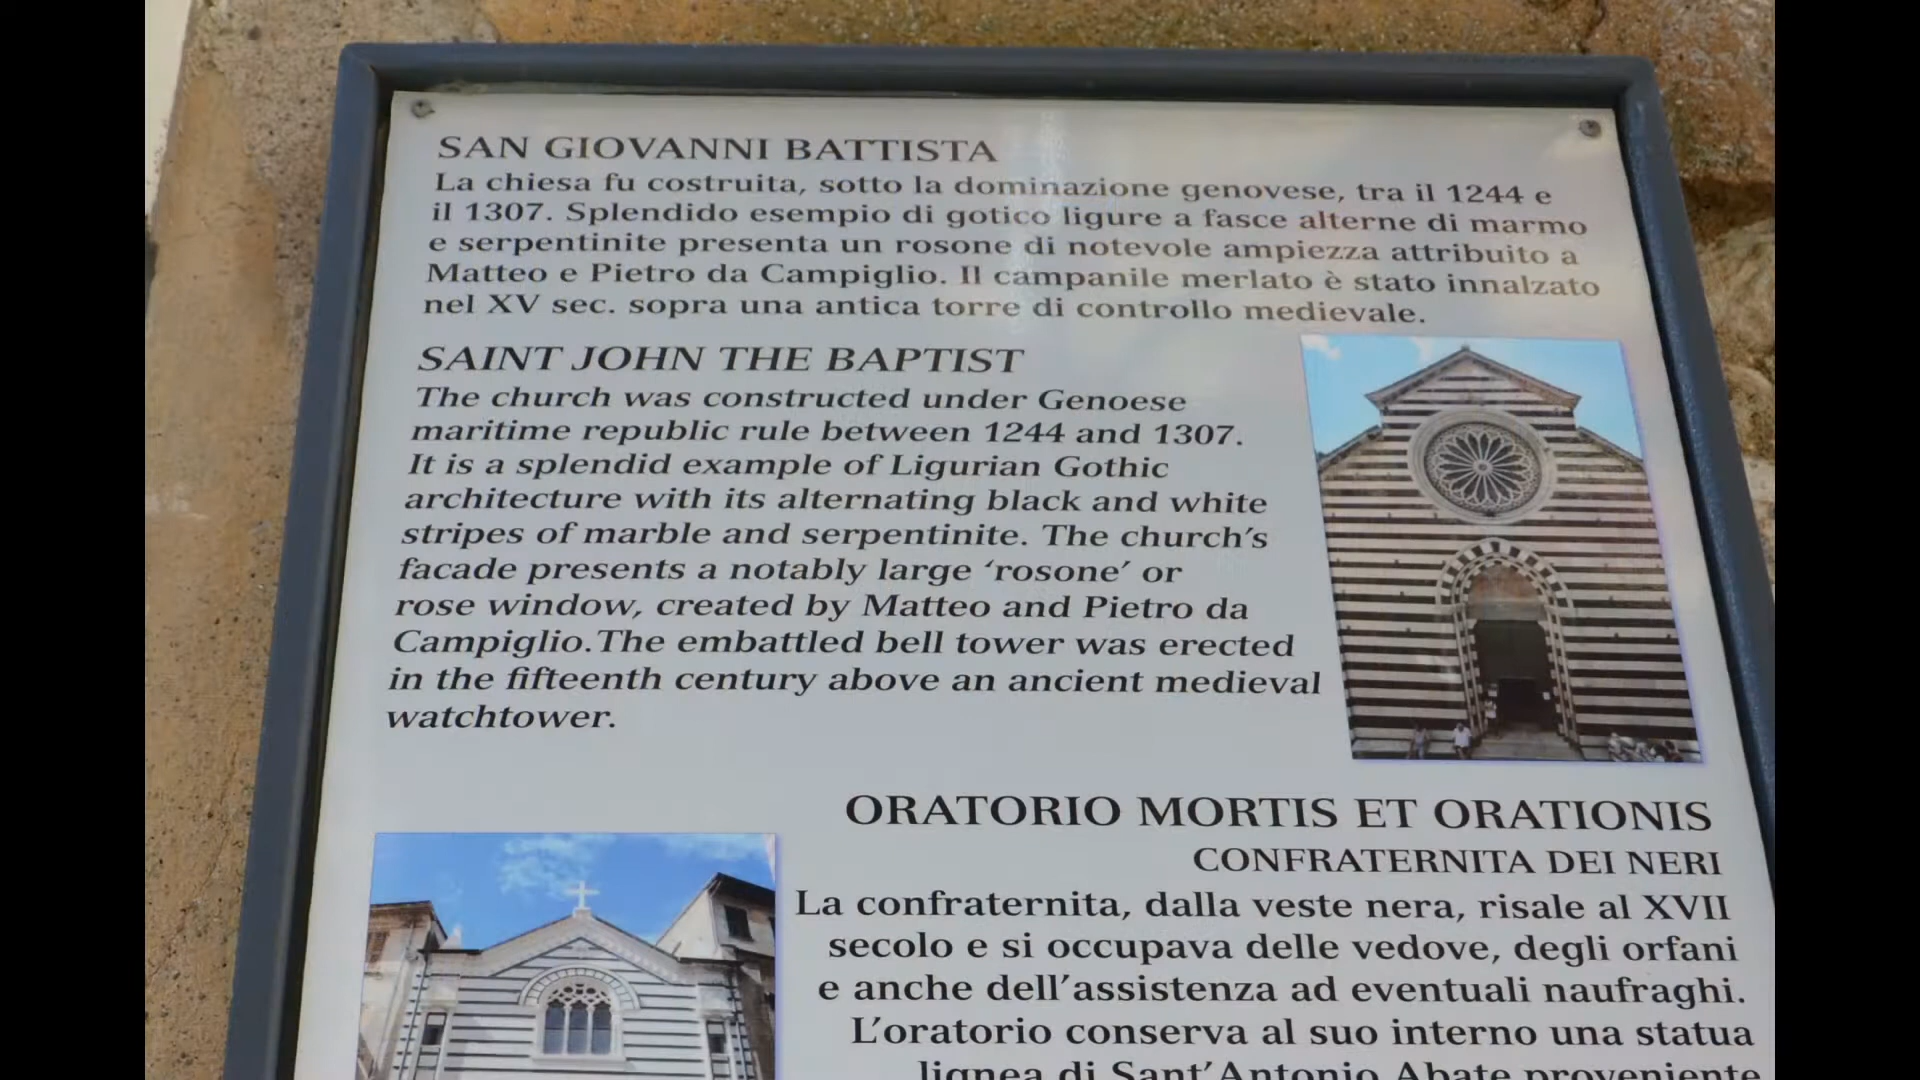 SAN GIOVANNI BATTISTA
La chiesa fu costruita, sotto la dominazione genovese, tra il 1244 e
il 1307. Splendido esempio di gotico ligure a fasce alterne di marmo
e serpentinite presenta un rosone di notevole ampiezza attribuito a
Matteo e Pietro da Campiglio. Il campanile merlato è stato innalzato
nel XV sec. sopra una antica torre di controllo medievale.
SAINT JOHN THE BAPTIST
The church was constructed under Genoese
maritime republic rule between 1244 and 1307.
It is a splendid example of Ligurian Gothic
architecture with its alternating black and white
stripes of marble and serpentinite. The church's
facade presents a notably large ‘rosone’ or
rose window, created by Matteo and Pietro da
Campiglio.The embattled bell tower was erected
in the fifteenth century above an ancient medieval
watchtower.
ORATORIO MORTIS ET ORATIONIS
CONFRATERNITA DEI NERI
La confraternita, dalla veste nera, risale al XVII
secolo e si occupava delle vedove, degli orfani
e anche dell'assistenza ad eventuali naufraghi.
L'oratorio conserva al suo interno una statua
lignea di Sant'Antonio Abate proveniente